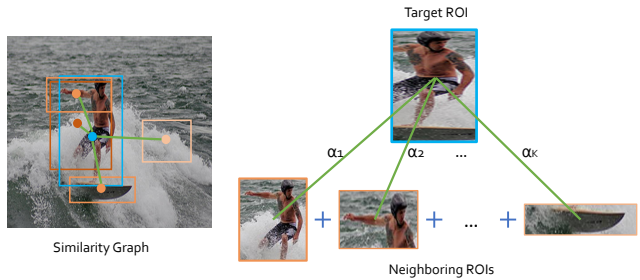 Target ROI
α1
α2
...
αK
+
+
...
+
Similarity Graph
Neighboring ROIs